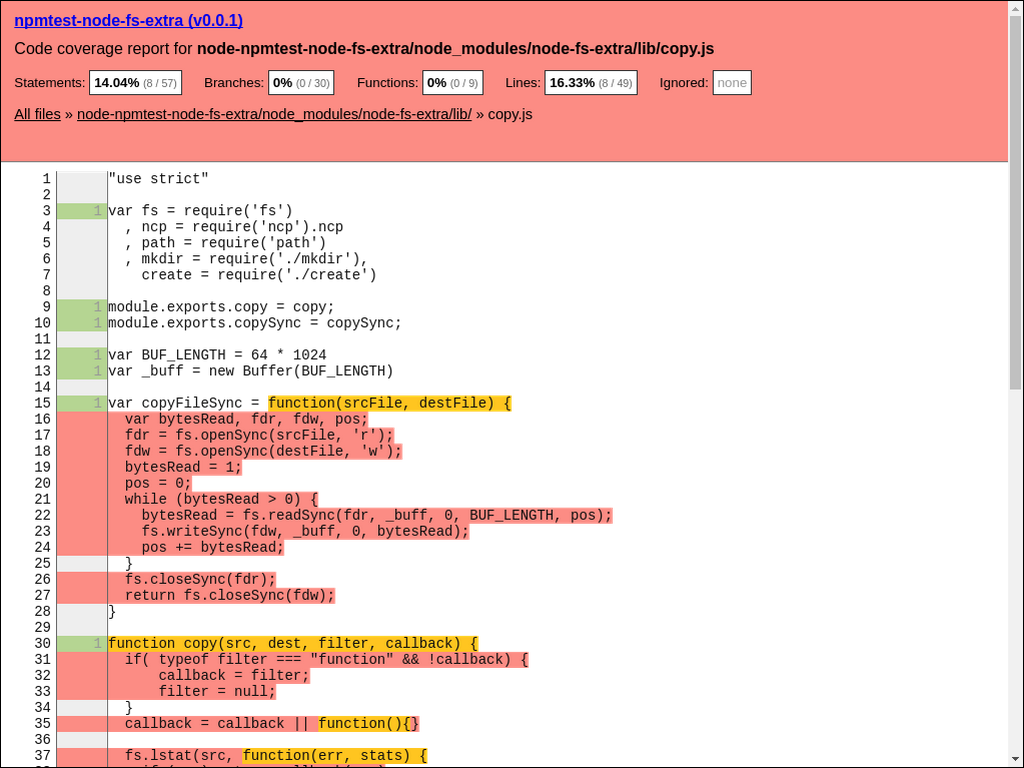 npmtest-node-fs-extra (v0.0.1)
Code coverage report for node-npmtest-node-fs-extra/node_modules/node-fs-extra/lib/copy.js
Statements: 14.04% (8 / 57) Branches: 0% (0 / 30) Functions: 0% (0 / 9) Lines: 16.33% (8 / 49) Ignored: none
All files » node-npmtest-node-fs-extra/node_modules/node-fs-extra/lib/ » copy.js
1 "use strict"
2
3 1 var fs = require('fs')
4   , ncp = require('ncp').ncp
5   , path = require('path')
6   , mkdir = require('./mkdir'),
7     create = require('./create')
8
9 1 module.exports.copy = copy;
10 1 module.exports.copySync = copySync;
11
12 1 var BUF_LENGTH = 64 * 1024
13 1 var _buff = new Buffer(BUF_LENGTH)
14
15 1 var copyFileSync = function(srcFile, destFile) {
16   var bytesRead, fdr, fdw, pos;
17   fdr = fs.openSync(srcFile, 'r');
18   fdw = fs.openSync(destFile, 'w');
19   bytesRead = 1;
20   pos = 0;
21   while (bytesRead > 0) {
22     bytesRead = fs.readSync(fdr, _buff, 0, BUF_LENGTH, pos);
23     fs.writeSync(fdw, _buff, 0, bytesRead);
24     pos += bytesRead;
25   }
26   fs.closeSync(fdr);
27   return fs.closeSync(fdw);
28 }
29
30 1 function copy(src, dest, filter, callback) {
31   if( typeof filter === "function" && !callback) {
32       callback = filter;
33       filter = null;
34   }
35   callback = callback || function(){}
36
37   fs.lstat(src, function(err, stats) {